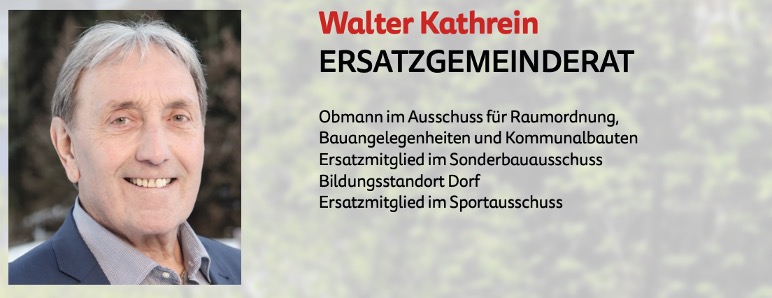 Walter Kathrein
ERSATZGEMEINDERAT
Obmann im Ausschuss für Raumordnung,
Bauangelegenheiten und Kommunalbauten
Ersatzmitglied im Sonderbauausschuss
Bildungsstandort Dorf
Ersatzmitglied im Sportausschuss